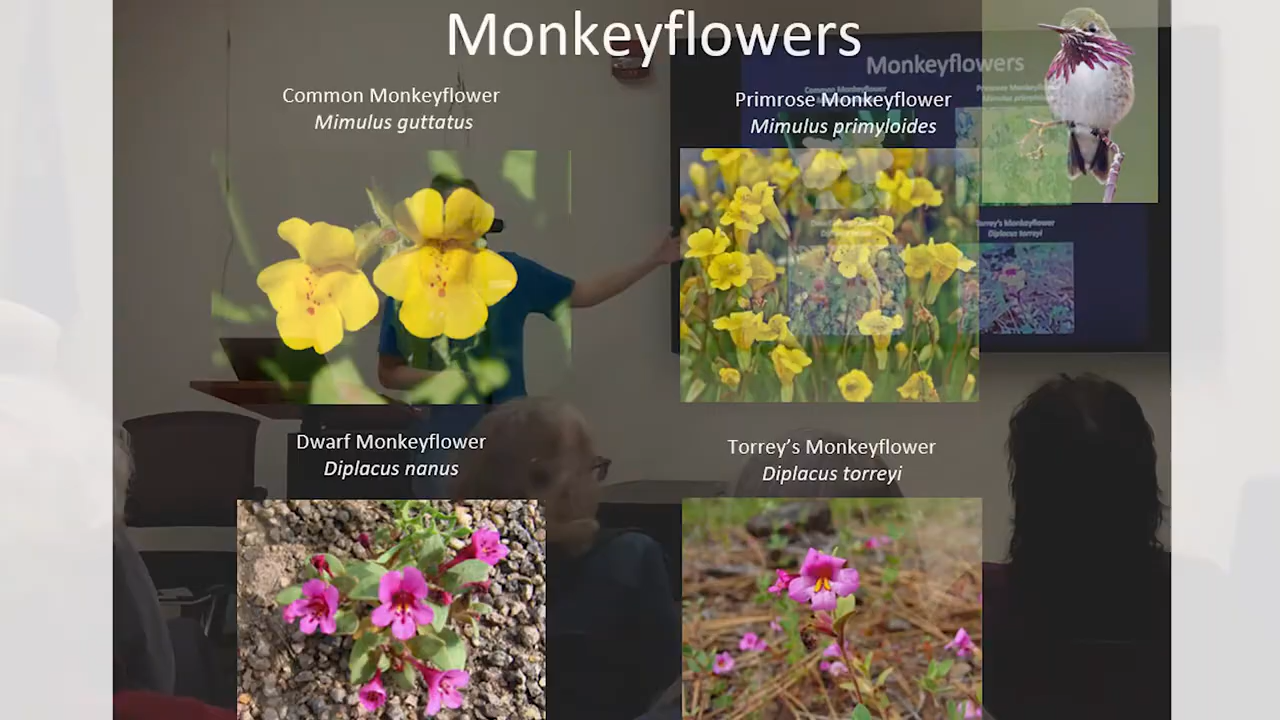 Monkeyflowers
Monkeyflowers
Common Monkeyflower
Mimulus guttatus
Primrose Monkeyflower
Mimulus primyloides
Dwarf Monkeyflower
Diplacus nanus
Torrey's Monkeyflower
Diplacus torreyi
Torrey's Monkeyflower
Diplacus torreyi